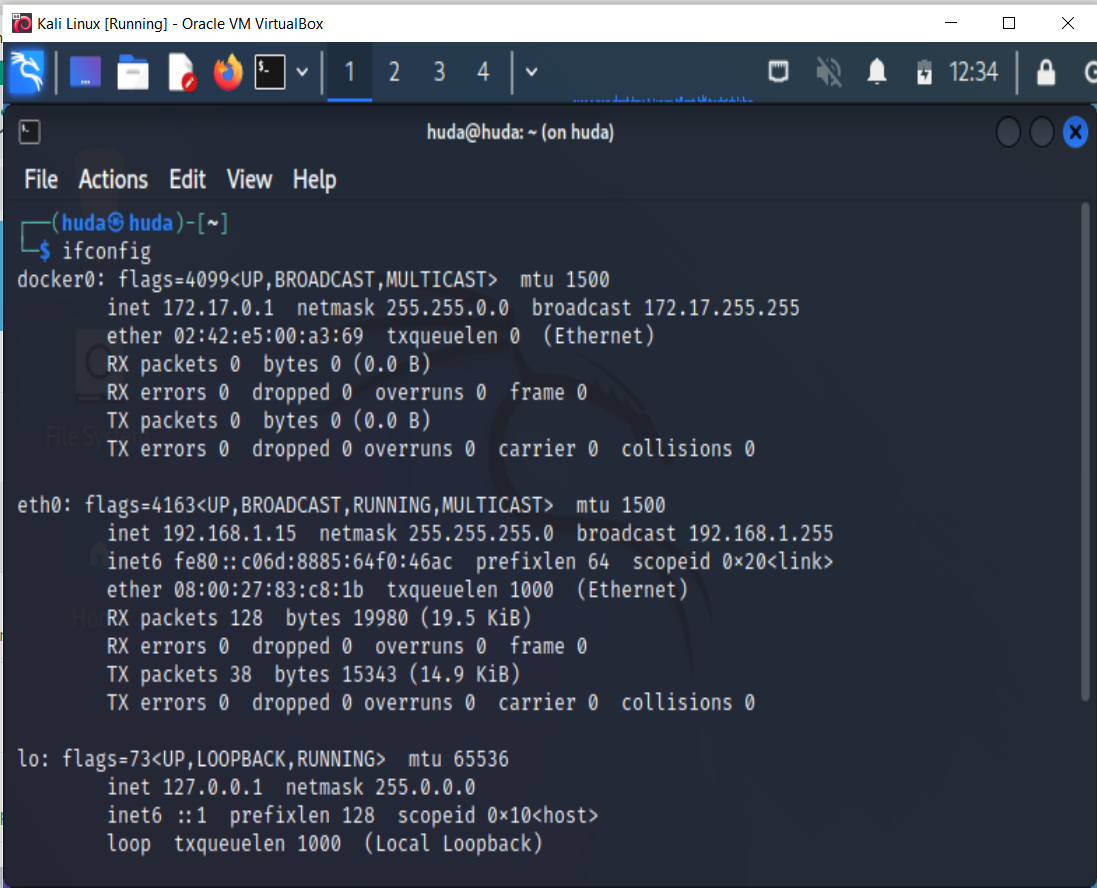 Kali Linux [Running] - Oracle VM VirtualBox
1 2 3 4 12:34
huda@huda: ~ (on huda)
File Actions Edit View Help
┌──(huda㉿huda)-[~]
└─$ ifconfig
docker0: flags=4099<UP,BROADCAST,MULTICAST>  mtu 1500
        inet 172.17.0.1  netmask 255.255.0.0  broadcast 172.17.255.255
        ether 02:42:e5:00:a3:69  txqueuelen 0  (Ethernet)
        RX packets 0  bytes 0 (0.0 B)
        RX errors 0  dropped 0  overruns 0  frame 0
        TX packets 0  bytes 0 (0.0 B)
        TX errors 0  dropped 0 overruns 0  carrier 0  collisions 0
eth0: flags=4163<UP,BROADCAST,RUNNING,MULTICAST>  mtu 1500
        inet 192.168.1.15  netmask 255.255.255.0  broadcast 192.168.1.255
        inet6 fe80::c06d:8885:64f0:46ac  prefixlen 64  scopeid 0x20<link>
        ether 08:00:27:83:c8:1b  txqueuelen 1000  (Ethernet)
        RX packets 128  bytes 19980 (19.5 KiB)
        RX errors 0  dropped 0  overruns 0  frame 0
        TX packets 38  bytes 15343 (14.9 KiB)
        TX errors 0  dropped 0 overruns 0  carrier 0  collisions 0
lo: flags=73<UP,LOOPBACK,RUNNING>  mtu 65536
        inet 127.0.0.1  netmask 255.0.0.0
        inet6 ::1  prefixlen 128  scopeid 0x10<host>
        loop  txqueuelen 1000  (Local Loopback)